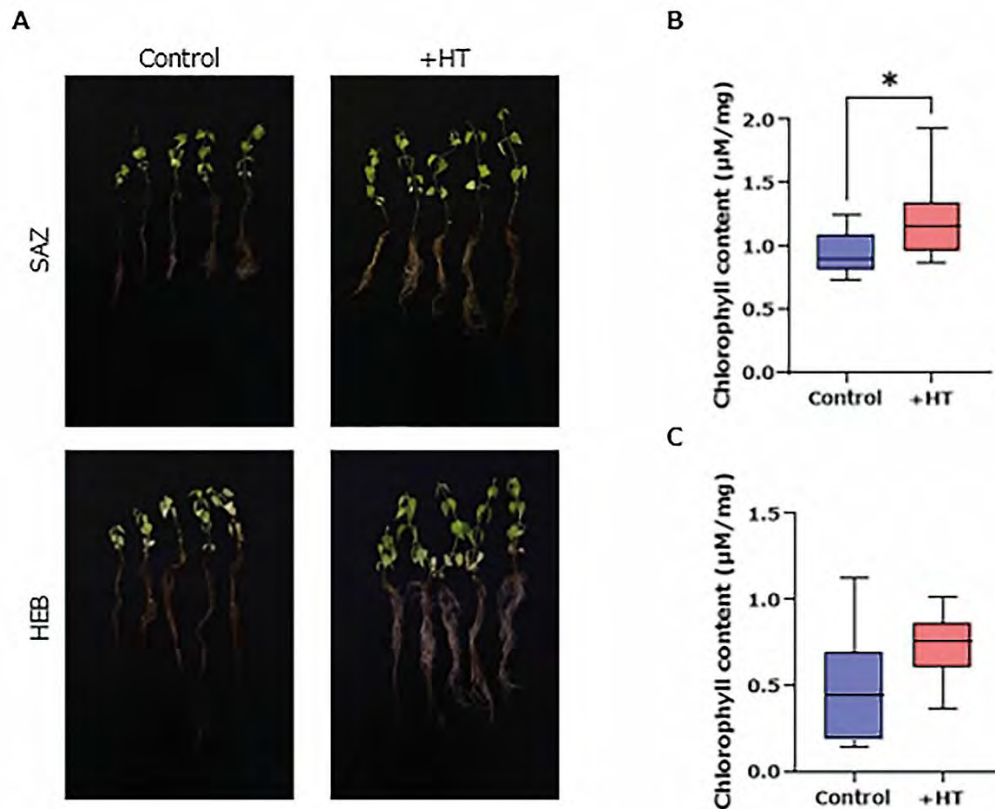 A
Control
+HT
SAZ
HEB
B
Chlorophyll content (µM/mg)
*
2.0
1.5
1.0
0.5
0.0
Control
+HT
C
Chlorophyll content (µM/mg)
1.5
1.0
0.5
0.0
Control
+HT